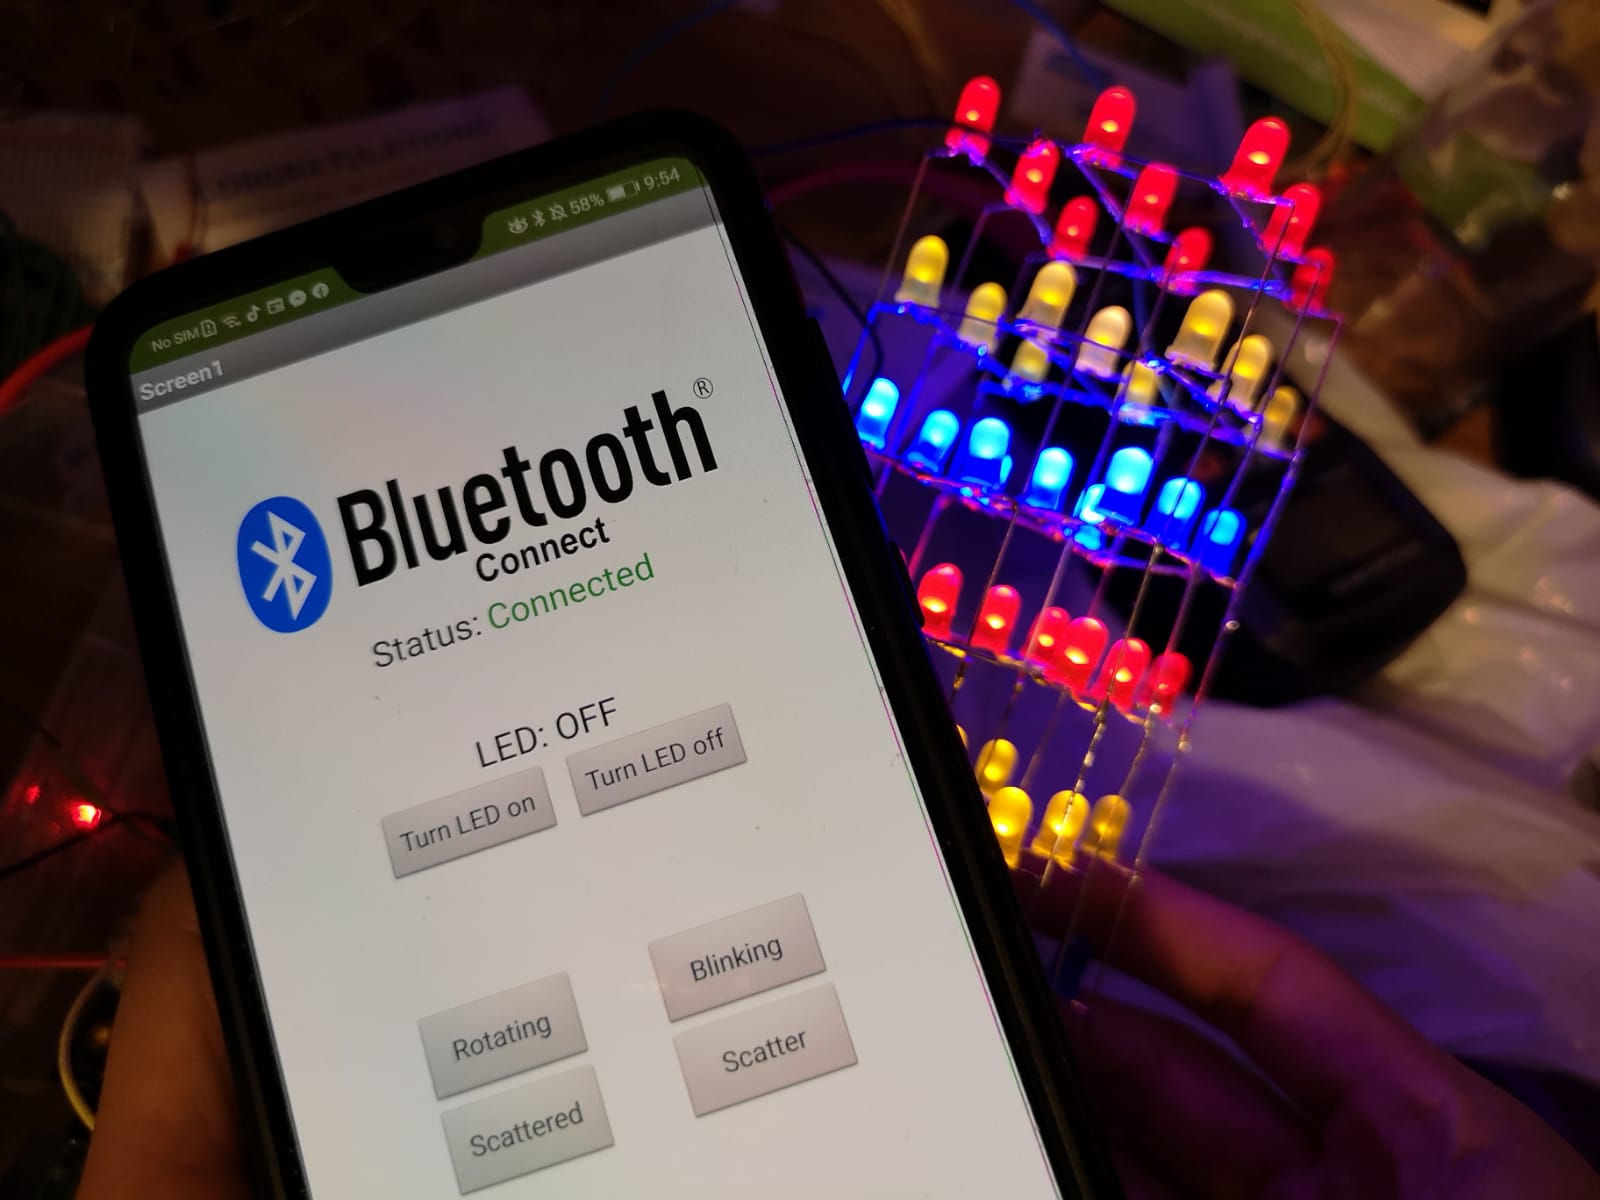 No SIM 58% 9:54
Screen1
Bluetooth®
Connect
Status: Connected
LED: OFF
Turn LED on Turn LED off
Blinking
Rotating
Scatter
Scattered